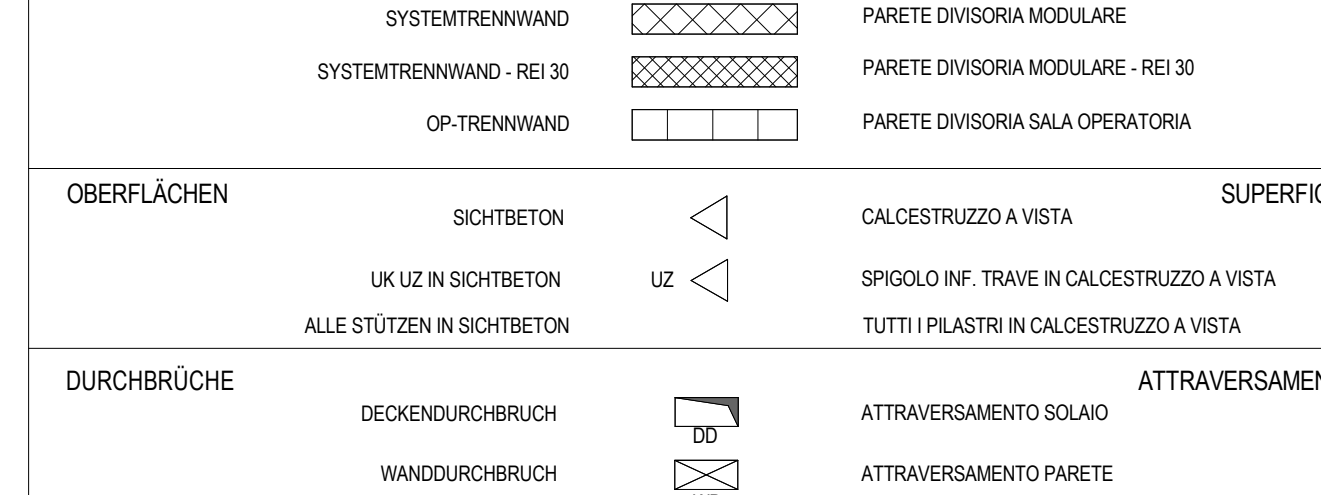 SYSTEMTRENNWAND PARETE DIVISORIA MODULARE
SYSTEMTRENNWAND - REI 30 PARETE DIVISORIA MODULARE - REI 30
OP-TRENNWAND PARETE DIVISORIA SALA OPERATORIA
OBERFLÄCHEN
SICHTBETON CALCESTRUZZO A VISTA
UK UZ IN SICHTBETON UZ SPIGOLO INF. TRAVE IN CALCESTRUZZO A VISTA
ALLE STÜTZEN IN SICHTBETON TUTTI I PILASTRI IN CALCESTRUZZO A VISTA
DURCHBRÜCHE
DECKENDURCHBRUCH DD ATTRAVERSAMENTO SOLAIO
WANDDURCHBRUCH ATTRAVERSAMENTO PARETE